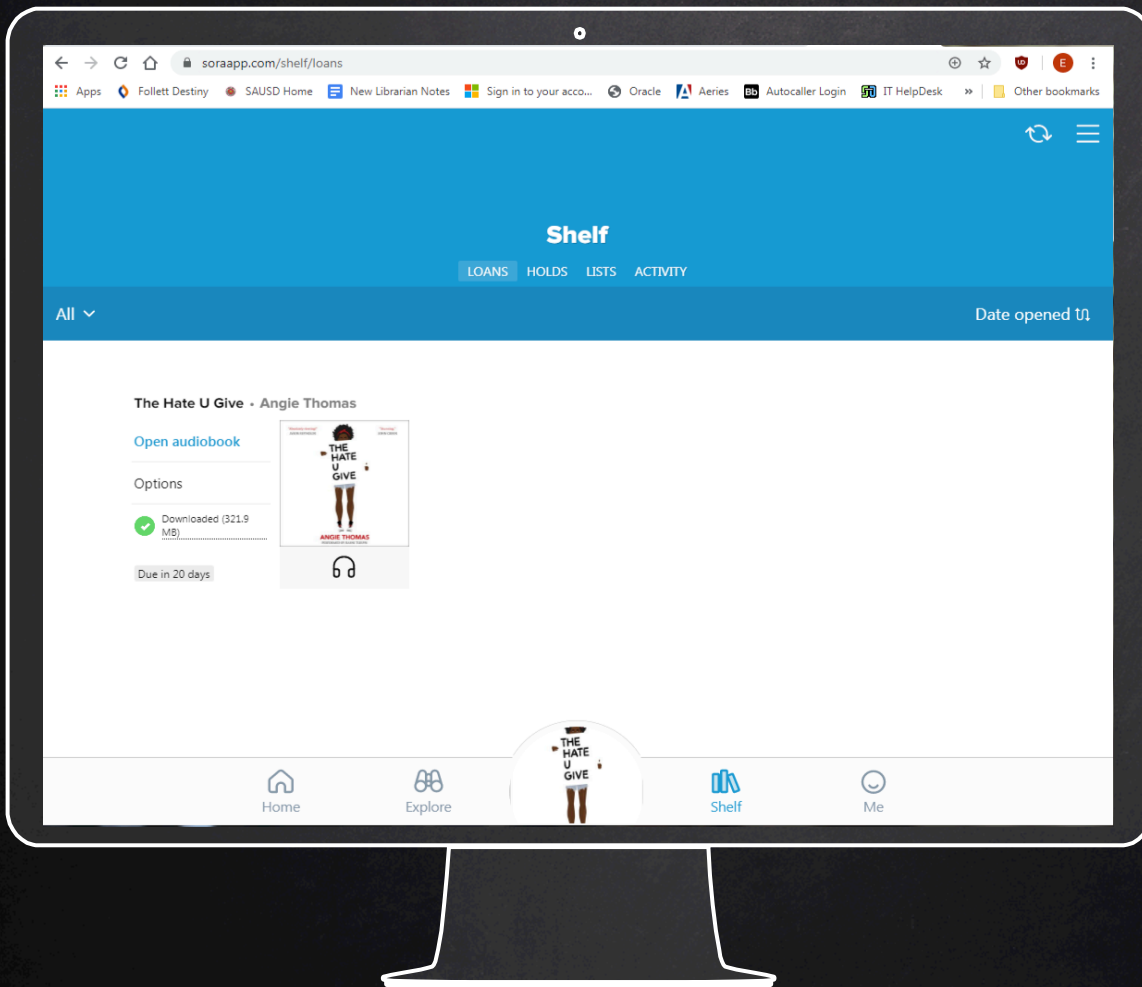 soraapp.com/shelf/loans
E
Apps Follett Destiny SAUSD Home New Librarian Notes Sign in to your acco... Oracle Aeries Bb Autocaller Login IT HelpDesk » Other bookmarks
Shelf
LOANS HOLDS LISTS ACTIVITY
All
Date opened
The Hate U Give • Angie Thomas
Open audiobook
Options
Downloaded (321.9
MB)
Due in 20 days
THE
HATE
U
GIVE
ANGIE THOMAS
THE
HATE
U
GIVE
Home Explore Shelf Me